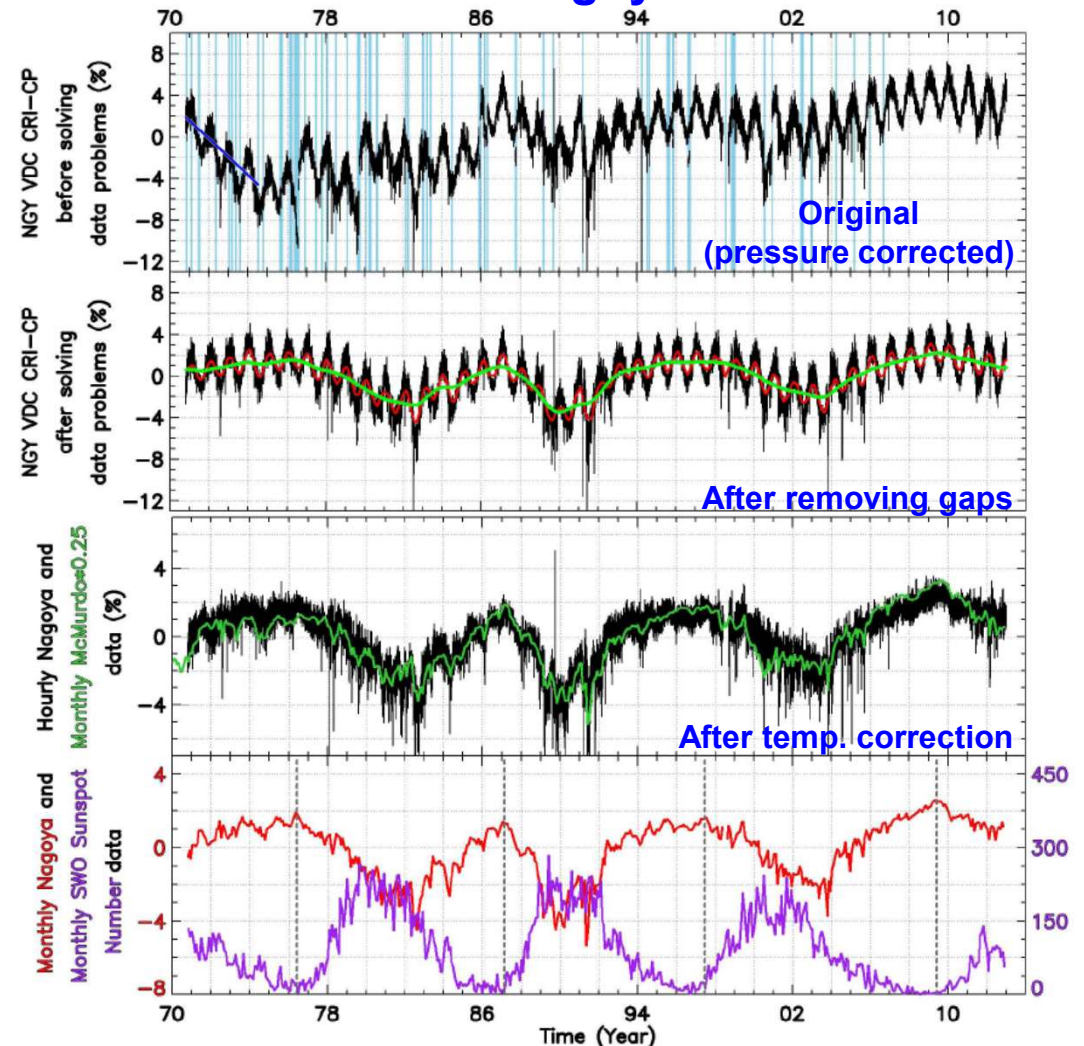 70 78 86 94 02 10
NGY VDC CRI-CP
before solving
data problems (%)
8
4
0
-4
-8
-12
Original
(pressure corrected)
NGY VDC CRI-CP
after solving
data problems (%)
8
4
0
-4
-8
-12
After removing gaps
Hourly Nagoya and
Monthly McMurdo*0.25
data (%)
4
0
-4
After temp. correction
Monthly Nagoya and
Monthly SWO Sunspot
Number data
4
0
-4
-8
450
300
150
0
70 78 86 94 02 10
Time (Year)